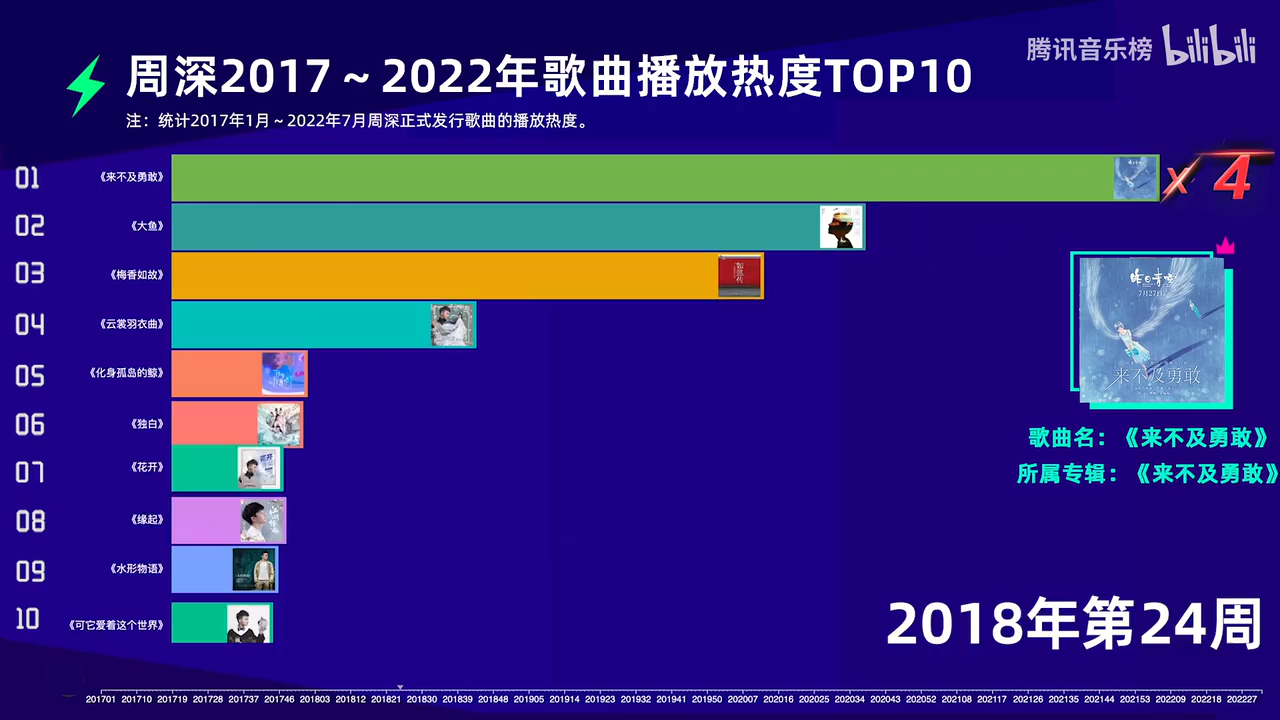 腾讯音乐榜 bilibili
周深2017～2022年歌曲播放热度TOP10
注：统计2017年1月～2022年7月周深正式发行歌曲的播放热度。
01 《来不及勇敢》 x 4
02 《大鱼》
03 《梅香如故》
04 《云裳羽衣曲》
05 《化身孤岛的鲸》
06 《独白》
07 《花开》
08 《缘起》
09 《水形物语》
10 《可它爱着这个世界》
昨日青空
7月27日
来不及勇敢
歌曲名：《来不及勇敢》
所属专辑：《来不及勇敢》
2018年第24周
201701 201710 201719 201728 201737 201746 201803 201812 201821 201830 201839 201848 201905 201914 201923 201932 201941 201950 202007 202016 202025 202034 202043 202052 202108 202117 202126 202135 202144 202153 202209 202218 202227